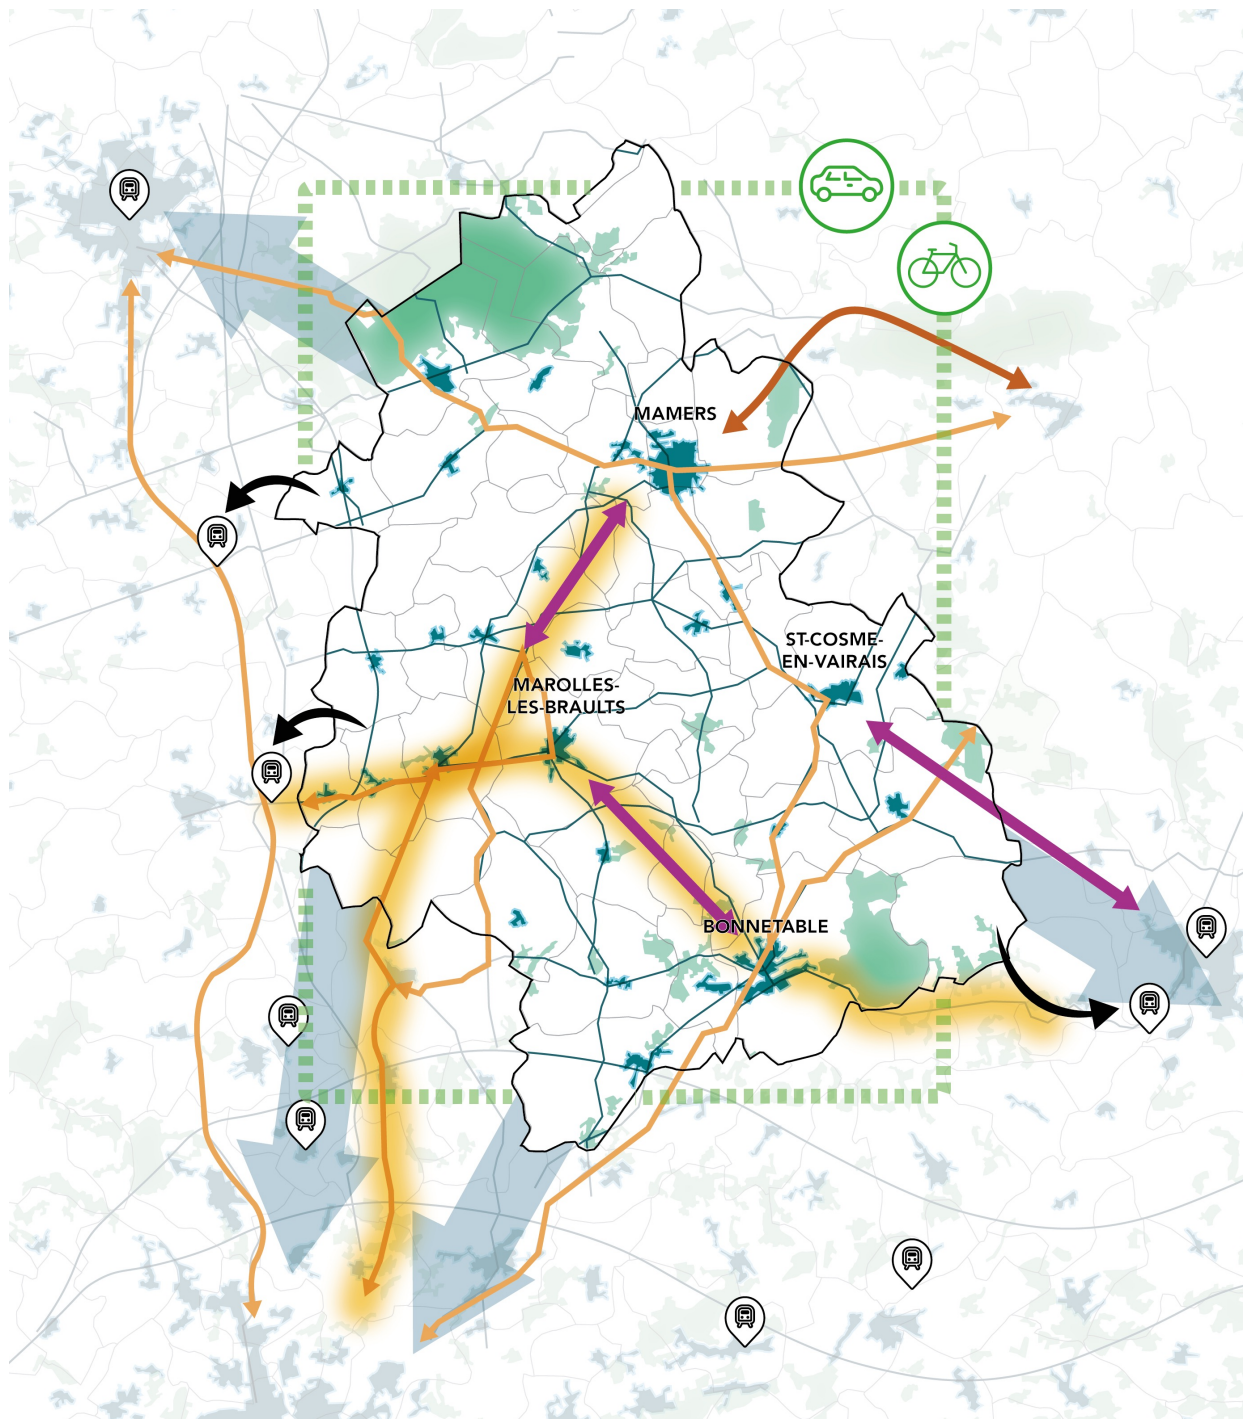 MAMERS
ST-COSME-
EN-VAIRAIS
MAROLLES-
LES-BRAULTS
BONNETABLE